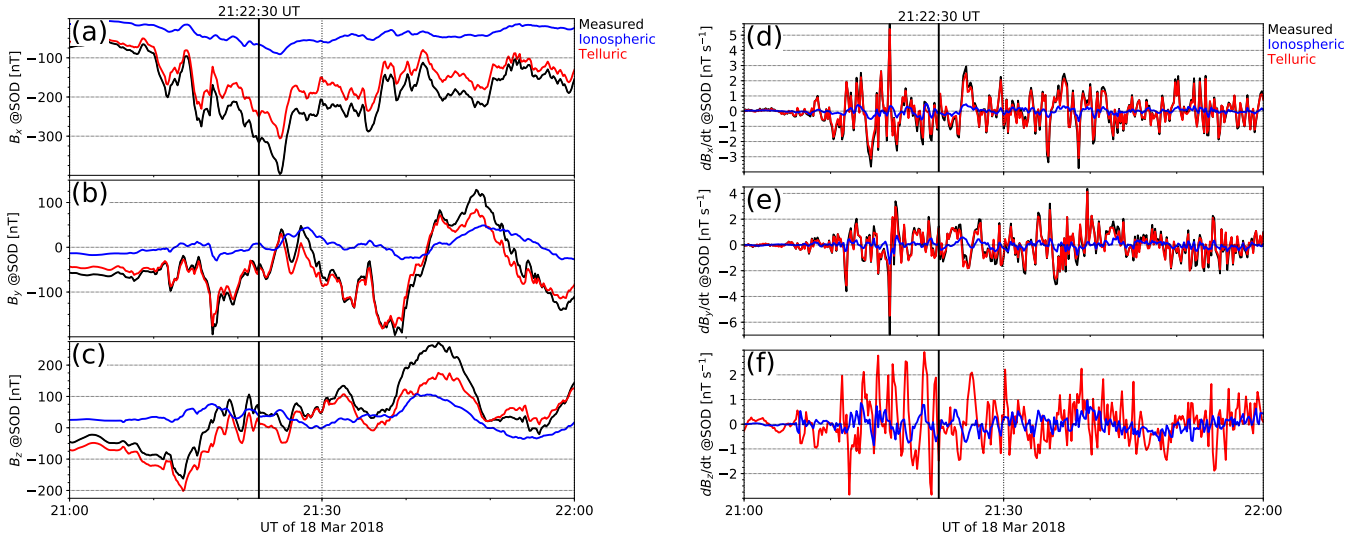 21:22:30 UT
(a)
Measured
Ionospheric
Telluric
B_x @SOD [nT]
−100
−200
−300
(b)
B_y @SOD [nT]
100
0
−100
(c)
B_z @SOD [nT]
200
100
0
−100
−200
21:00
21:30
22:00
UT of 18 Mar 2018
21:22:30 UT
(d)
Measured
Ionospheric
Telluric
dB_x/dt @SOD [nT s⁻¹]
5
4
3
2
1
0
−1
−2
−3
(e)
dB_y/dt @SOD [nT s⁻¹]
4
2
0
−2
−4
−6
(f)
dB_z/dt @SOD [nT s⁻¹]
2
1
0
−1
−2
21:00
21:30
22:00
UT of 18 Mar 2018